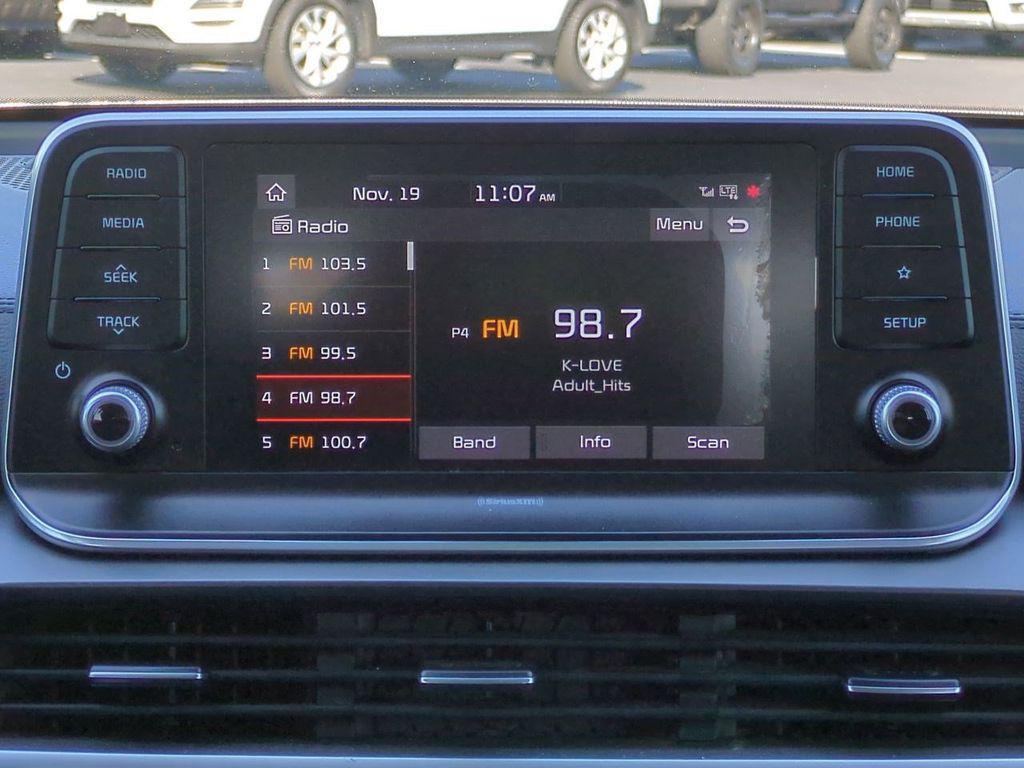 RADIO
MEDIA
SEEK
TRACK
Nov. 19 11:07 AM LTE
Radio Menu
1 FM 103.5
2 FM 101.5
3 FM 99.5
4 FM 98.7
5 FM 100.7
P4 FM 98.7
K-LOVE
Adult_Hits
Band Info Scan
HOME
PHONE
SETUP
((SiriusXM))